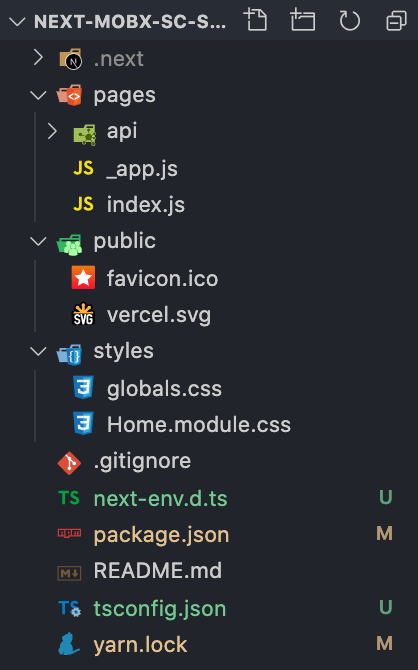 NEXT-MOBX-SC-S...
.next
pages
api
JS _app.js
JS index.js
public
favicon.ico
SVG vercel.svg
styles
globals.css
Home.module.css
.gitignore
TS next-env.d.ts U
npm package.json M
M README.md
TS tsconfig.json U
yarn.lock M